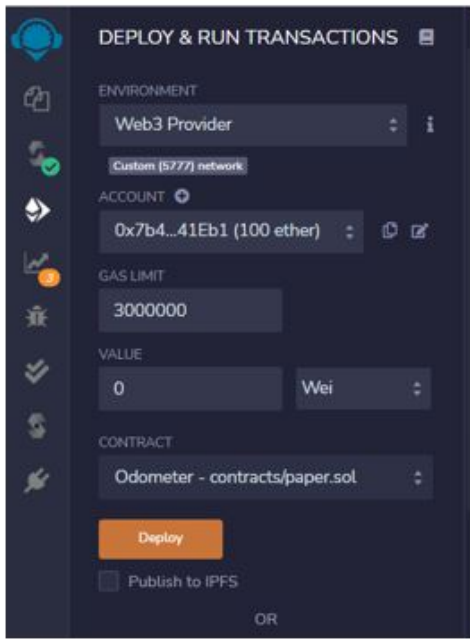 DEPLOY & RUN TRANSACTIONS
ENVIRONMENT
Web3 Provider
i
Custom (5777) network
ACCOUNT
0x7b4...41Eb1 (100 ether)
GAS LIMIT
3
3000000
VALUE
0 Wei
CONTRACT
Odometer - contracts/paper.sol
Deploy
Publish to IPFS
OR